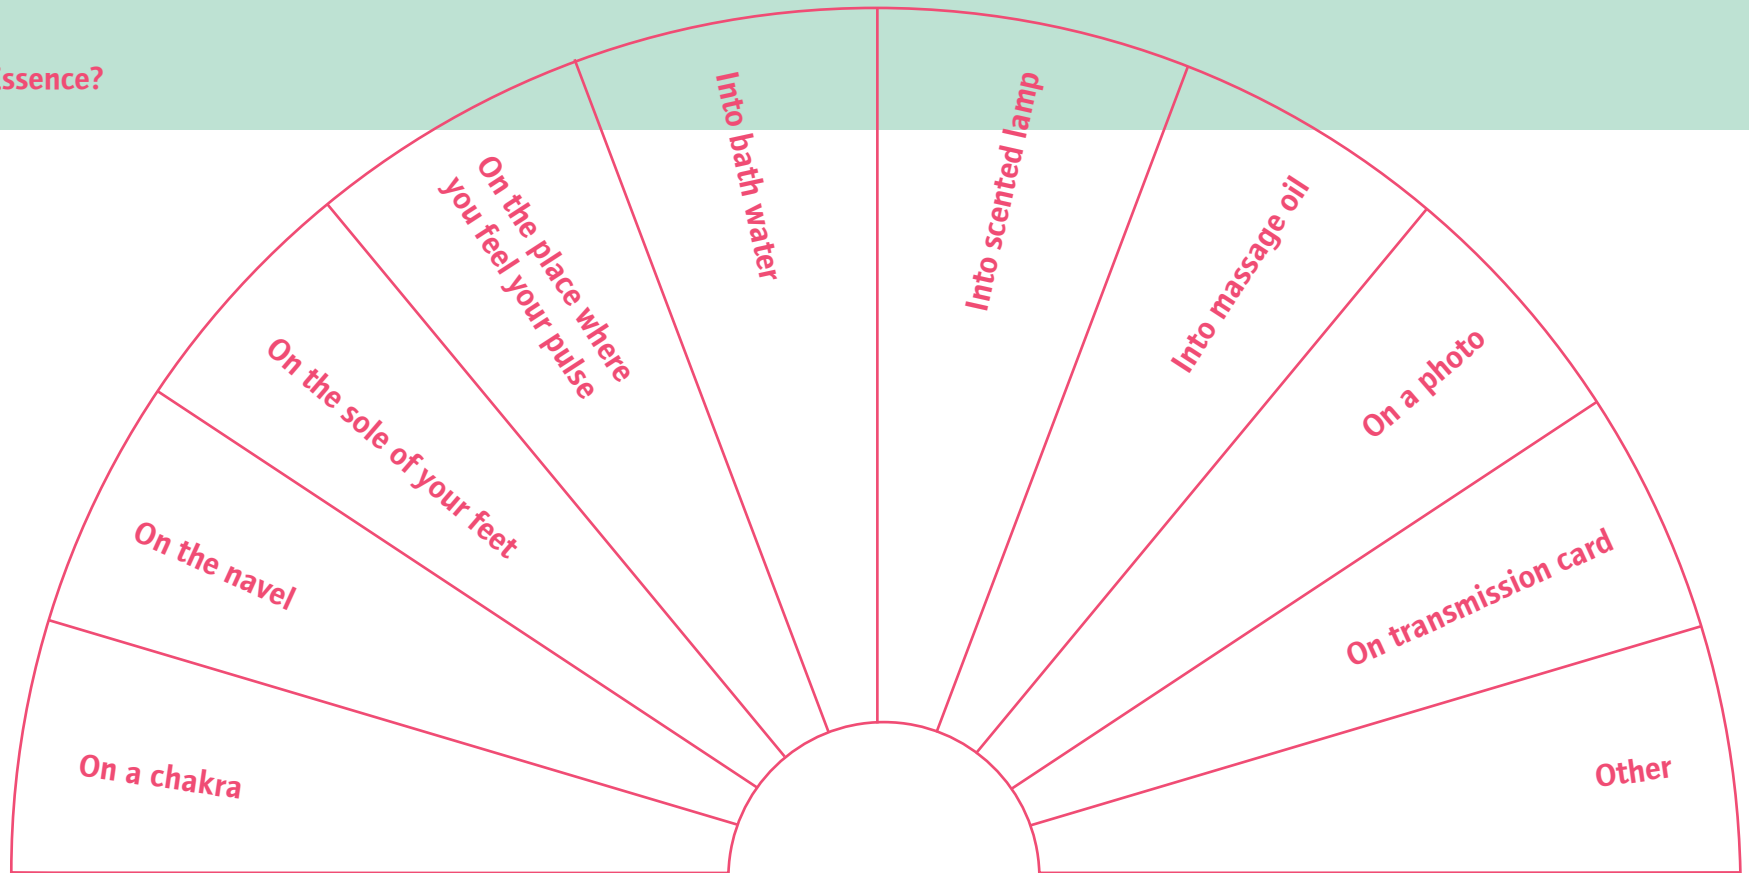 Essence?
On a chakra
On the navel
On the sole of your feet
On the place where
you feel your pulse
Into bath water
Into scented lamp
Into massage oil
On a photo
On transmission card
Other